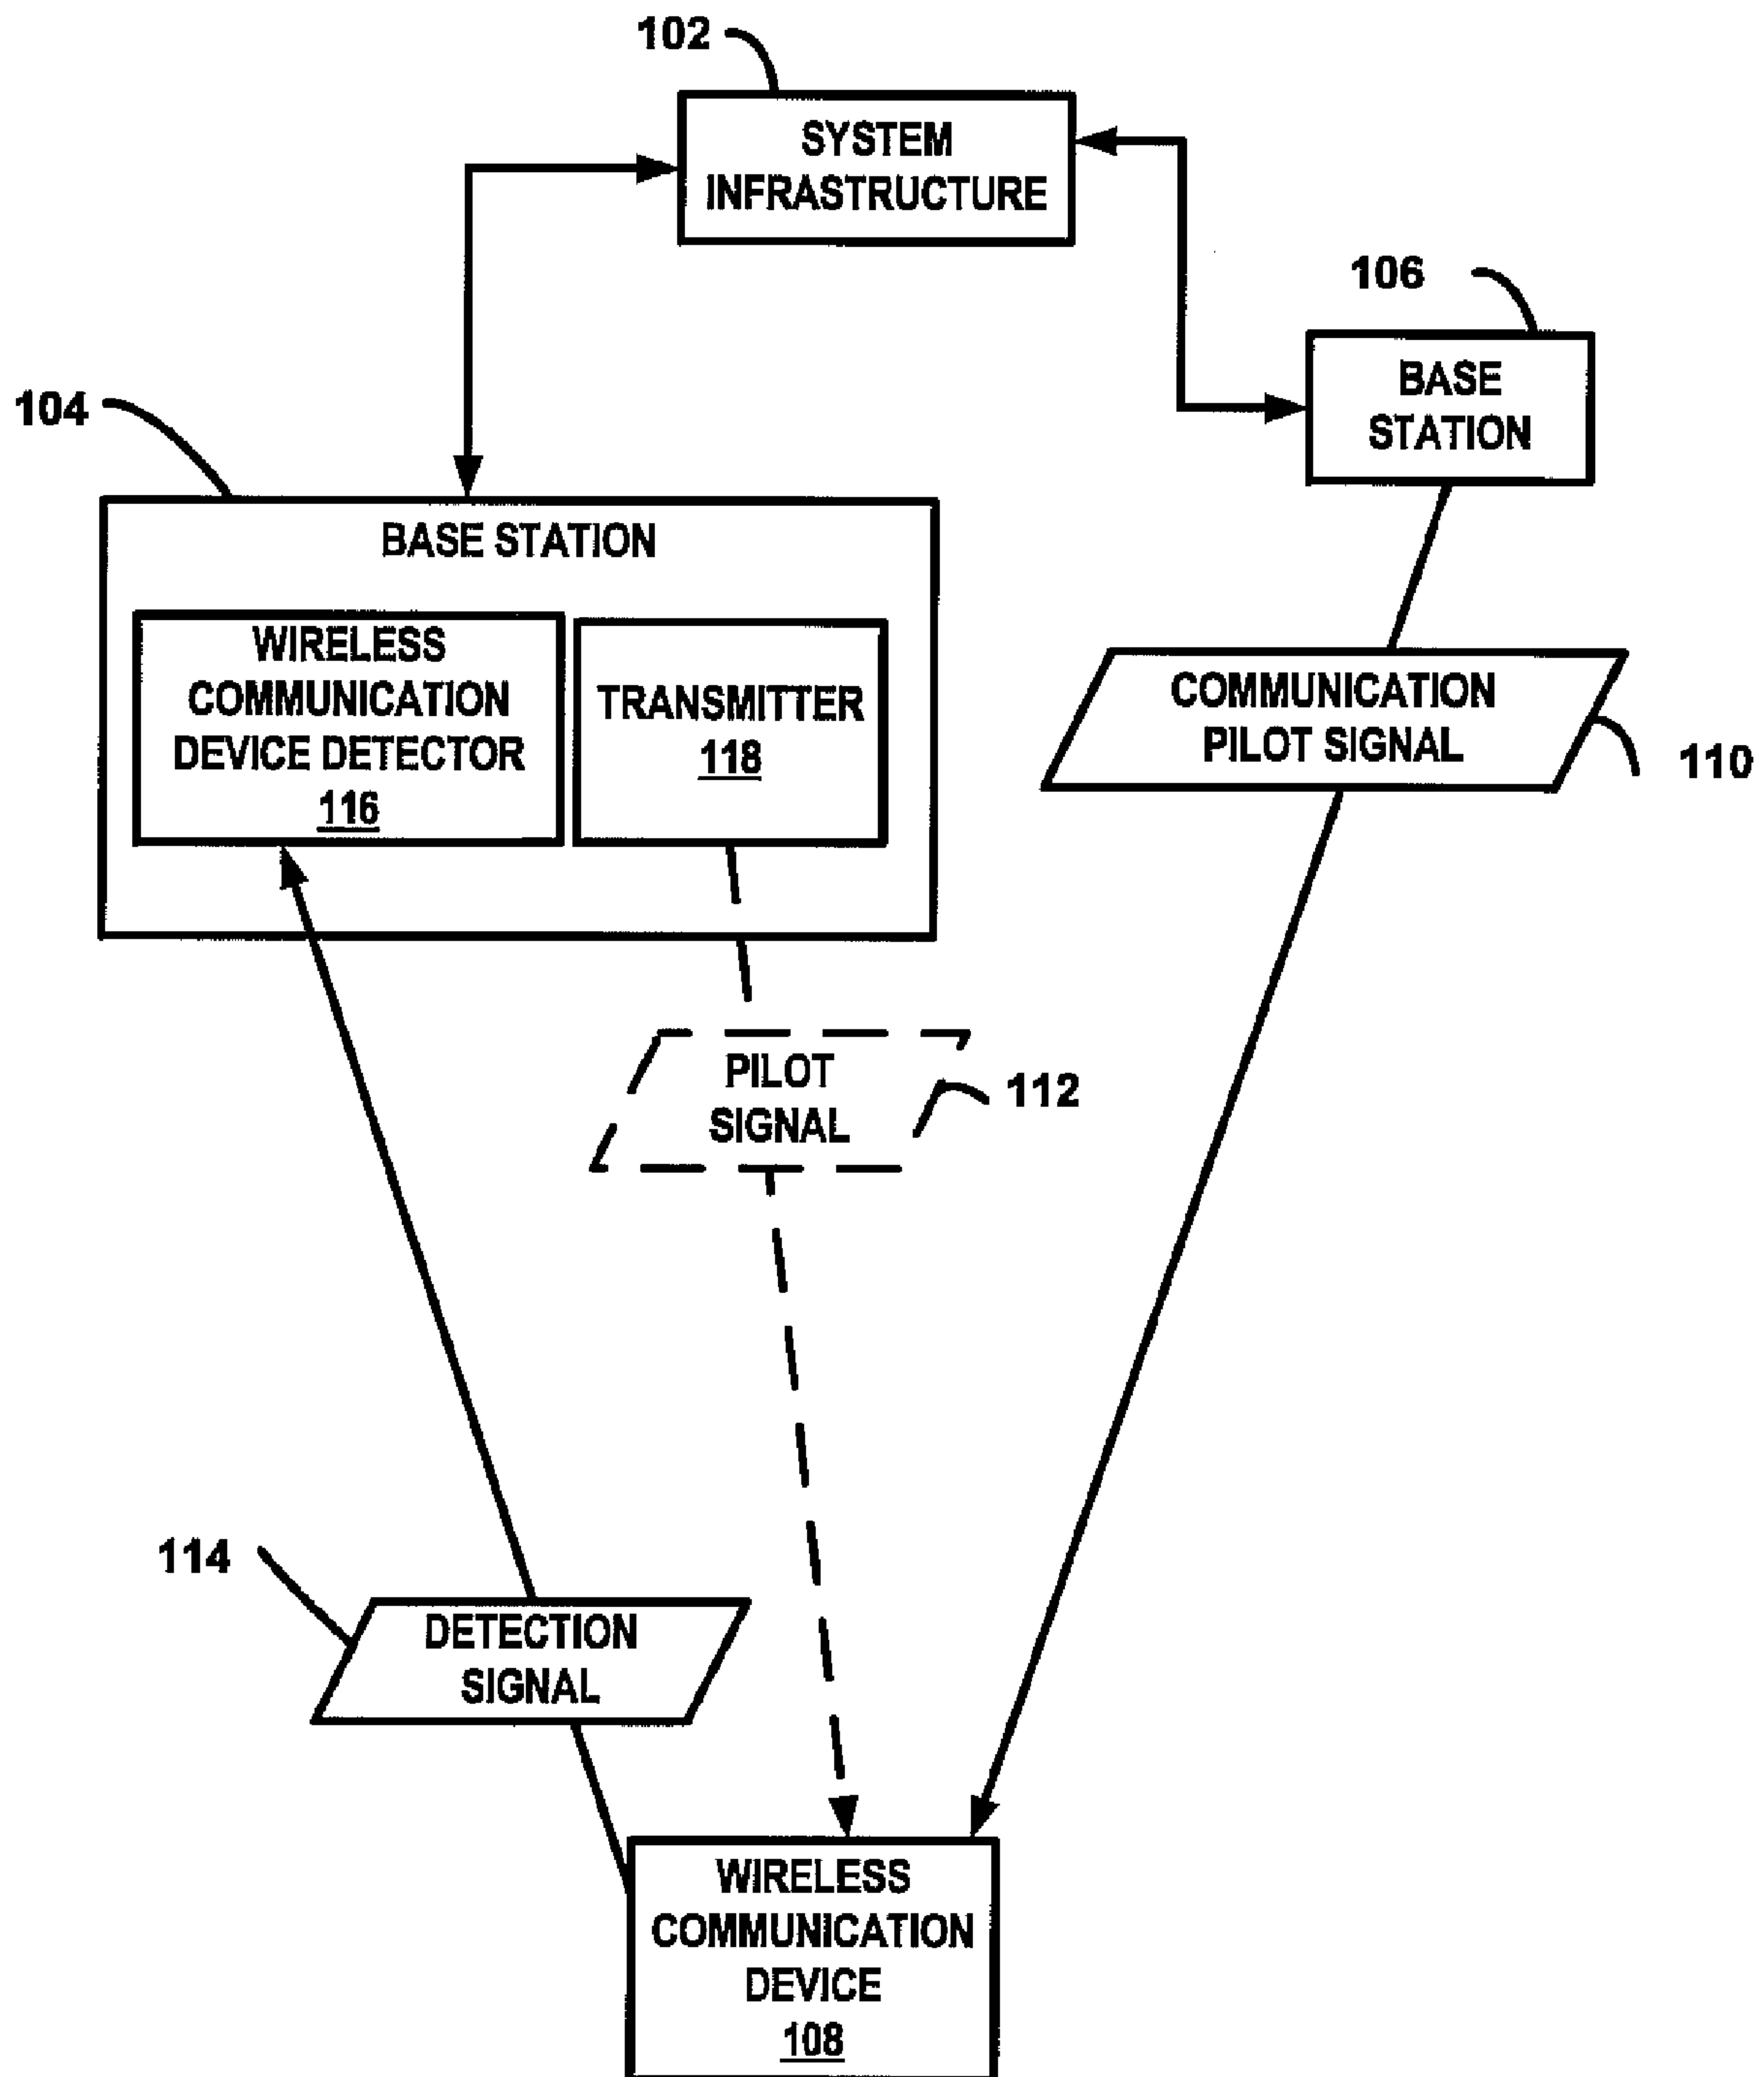 102
SYSTEM
INFRASTRUCTURE
106
BASE
STATION
104
BASE STATION
WIRELESS
COMMUNICATION
DEVICE DETECTOR
116
TRANSMITTER
118
COMMUNICATION
PILOT SIGNAL
110
PILOT
SIGNAL
112
114
DETECTION
SIGNAL
WIRELESS
COMMUNICATION
DEVICE
108